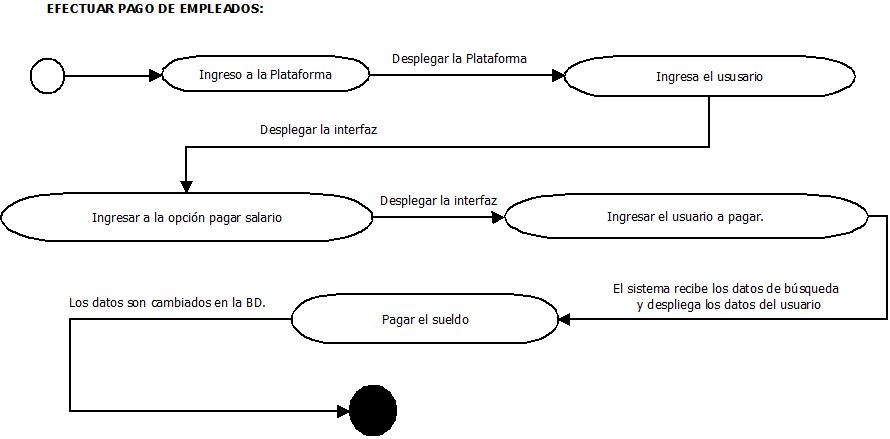 EFECTUAR PAGO DE EMPLEADOS:
Ingreso a la Plataforma
Desplegar la Plataforma
Ingresa el ususario
Desplegar la interfaz
Ingresar a la opción pagar salario
Desplegar la interfaz
Ingresar el usuario a pagar.
El sistema recibe los datos de búsqueda
y despliega los datos del usuario
Pagar el sueldo
Los datos son cambiados en la BD.